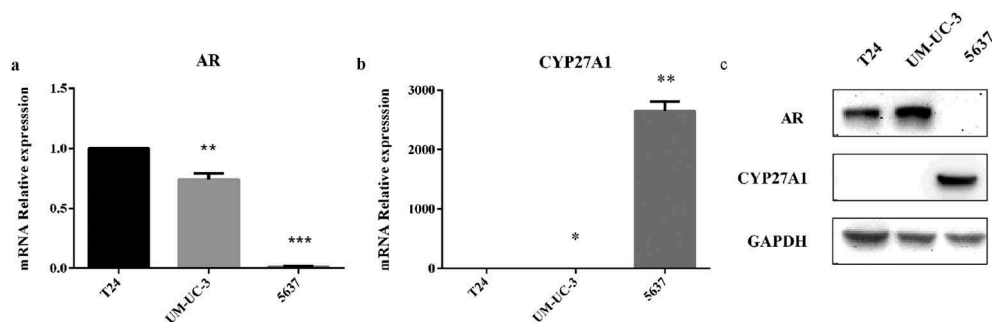 a
AR
mRNA Relative expresssion
1.5
1.0
0.5
0.0
**
***
T24
UM-UC-3
5637
b
CYP27A1
mRNA Relative expresssion
3000
2000
1000
0
*
**
T24
UM-UC-3
5637
c
T24
UM-UC-3
5637
AR
CYP27A1
GAPDH